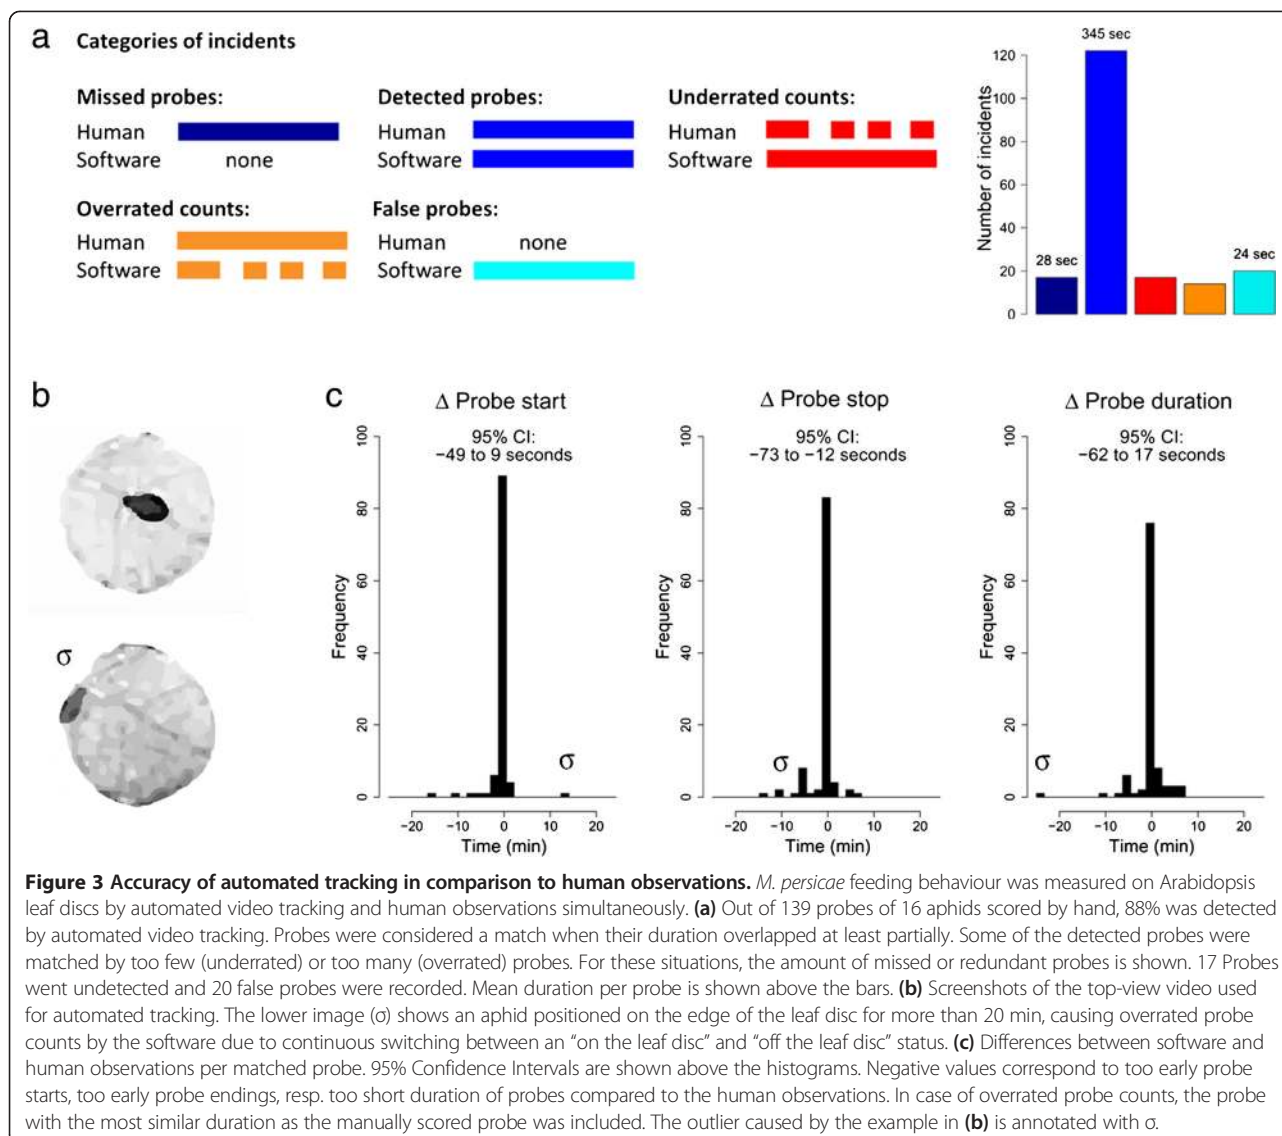 a Categories of incidents
Missed probes:
Human
Software none
Detected probes:
Human
Software
Underrated counts:
Human
Software
Overrated counts:
Human
Software
False probes:
Human none
Software
Number of incidents
120
100
80
60
40
20
0
28 sec
345 sec
24 sec
b
σ
c
Δ Probe start
95% CI:
−49 to 9 seconds
Frequency
100
80
60
40
20
0
σ
−20 −10 0 10 20
Time (min)
Δ Probe stop
95% CI:
−73 to −12 seconds
Frequency
100
80
60
40
20
0
σ
−20 −10 0 10 20
Time (min)
Δ Probe duration
95% CI:
−62 to 17 seconds
Frequency
100
80
60
40
20
0
σ
−20 −10 0 10 20
Time (min)
Figure 3 Accuracy of automated tracking in comparison to human observations. M. persicae feeding behaviour was measured on Arabidopsis
leaf discs by automated video tracking and human observations simultaneously. (a) Out of 139 probes of 16 aphids scored by hand, 88% was detected
by automated video tracking. Probes were considered a match when their duration overlapped at least partially. Some of the detected probes were
matched by too few (underrated) or too many (overrated) probes. For these situations, the amount of missed or redundant probes is shown. 17 Probes
went undetected and 20 false probes were recorded. Mean duration per probe is shown above the bars. (b) Screenshots of the top-view video used
for automated tracking. The lower image (σ) shows an aphid positioned on the edge of the leaf disc for more than 20 min, causing overrated probe
counts by the software due to continuous switching between an “on the leaf disc” and “off the leaf disc” status. (c) Differences between software and
human observations per matched probe. 95% Confidence Intervals are shown above the histograms. Negative values correspond to too early probe
starts, too early probe endings, resp. too short duration of probes compared to the human observations. In case of overrated probe counts, the probe
with the most similar duration as the manually scored probe was included. The outlier caused by the example in (b) is annotated with σ.